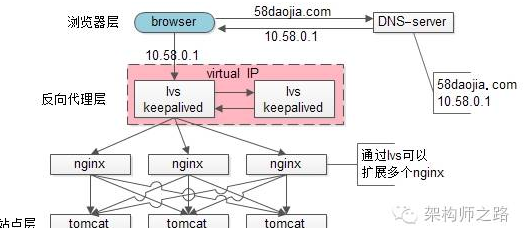 58daojia.com
浏览器层
browser
DNS-server
10.58.0.1
10.58.0.1
virtual IP
58daojia.com
10.58.0.1
反向代理层
lvs
keepalived
lvs
keepalived
nginx
nginx
nginx
通过lvs可以
扩展多个nginx
站点层
tomcat
tomcat
tomcat
架构师之路